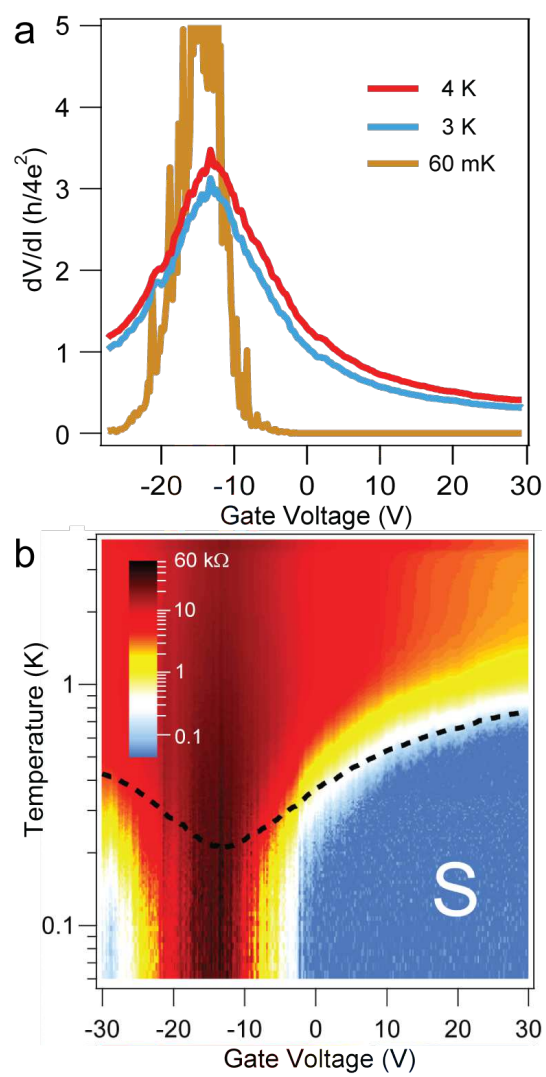 a
5
4
3
2
1
0
dV/dI (h/4e²)
4 K
3 K
60 mK
-20 -10 0 10 20 30
Gate Voltage (V)
b
60 kΩ
10
1
0.1
1
0.1
Temperature (K)
S
-30 -20 -10 0 10 20 30
Gate Voltage (V)